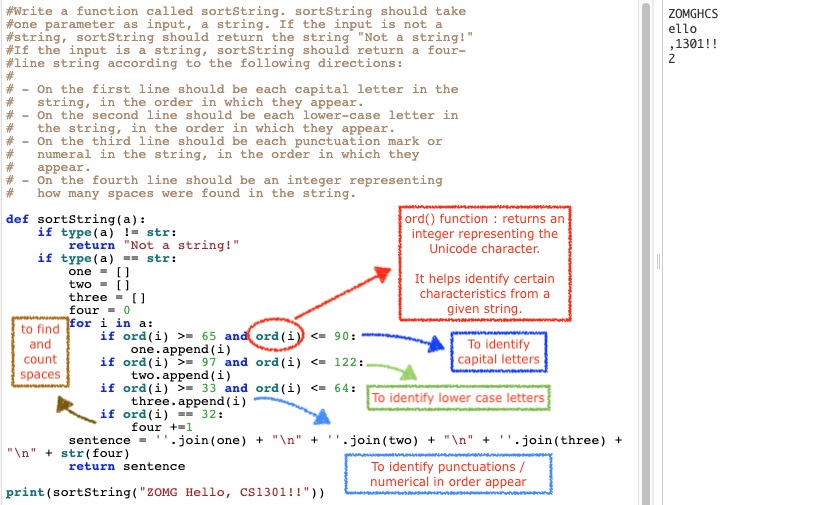 #Write a function called sortString. sortString should take
#one parameter as input, a string. If the input is not a
#string, sortString should return the string "Not a string!"
#If the input is a string, sortString should return a four-
#line string according to the following directions:
#
# - On the first line should be each capital letter in the
#   string, in the order in which they appear.
# - On the second line should be each lower-case letter in
#   the string, in the order in which they appear.
# - On the third line should be each punctuation mark or
#   numeral in the string, in the order in which they
#   appear.
# - On the fourth line should be an integer representing
#   how many spaces were found in the string.
def sortString(a):
    if type(a) != str:
        return "Not a string!"
    if type(a) == str:
        one = []
        two = []
        three = []
        four = 0
        for i in a:
            if ord(i) >= 65 and ord(i) <= 90:
                one.append(i)
            if ord(i) >= 97 and ord(i) <= 122:
                two.append(i)
            if ord(i) >= 33 and ord(i) <= 64:
                three.append(i)
            if ord(i) == 32:
                four +=1
        sentence = ''.join(one) + "\n" + ''.join(two) + "\n" + ''.join(three) +
"\n" + str(four)
        return sentence
print(sortString("ZOMG Hello, CS1301!!"))
ord() function : returns an
integer representing the
Unicode character.
It helps identify certain
characteristics from a
given string.
to find
and
count
spaces
To identify
capital letters
To identify lower case letters
To identify punctuations /
numerical in order appear
ZOMGHCS
ello
,1301!!
2